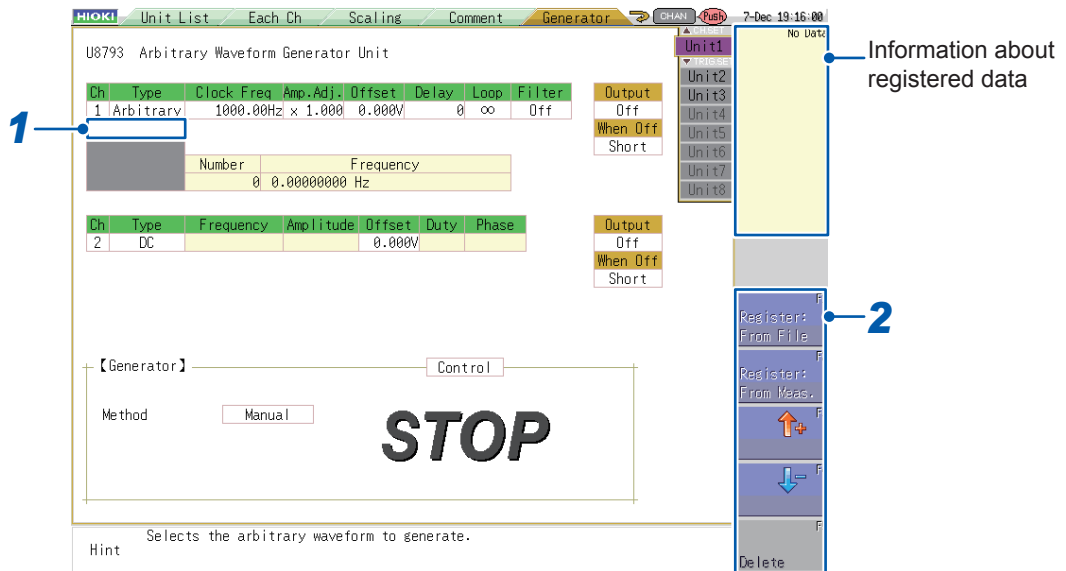 HIOKI Unit List Each Ch Scaling Comment Generator CHAN Push 7-Dec 19:16:00
U8793 Arbitrary Waveform Generator Unit
Ch Type Clock Freq Amp.Adj. Offset Delay Loop Filter
1 Arbitrary 1000.00Hz x 1.000 0.000V 0 ∞ Off
Number Frequency
0 0.00000000 Hz
Output
Off
When Off
Short
Ch Type Frequency Amplitude Offset Duty Phase
2 DC 0.000V
Output
Off
When Off
Short
【Generator】
Control
Method Manual
STOP
Hint Selects the arbitrary waveform to generate.
▲ CH.SET
Unit1
▼ TRIG.SET
Unit2
Unit3
Unit4
Unit5
Unit6
Unit7
Unit8
No Data
Information about
registered data
Register:
From File
Register:
From Meas.
+
-
Delete
1
2